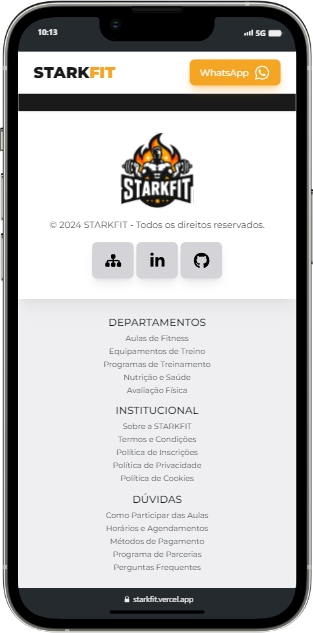 10:13
5G
STARKFIT
WhatsApp
STARKFIT
© 2024 STARKFIT - Todos os direitos reservados.
in
DEPARTAMENTOS
Aulas de Fitness
Equipamentos de Treino
Programas de Treinamento
Nutrição e Saúde
Avaliação Física
INSTITUCIONAL
Sobre a STARKFIT
Termos e Condições
Política de Inscrições
Política de Privacidade
Política de Cookies
DÚVIDAS
Como Participar das Aulas
Horários e Agendamentos
Métodos de Pagamento
Programa de Parcerias
Perguntas Frequentes
starkfit.vercel.app